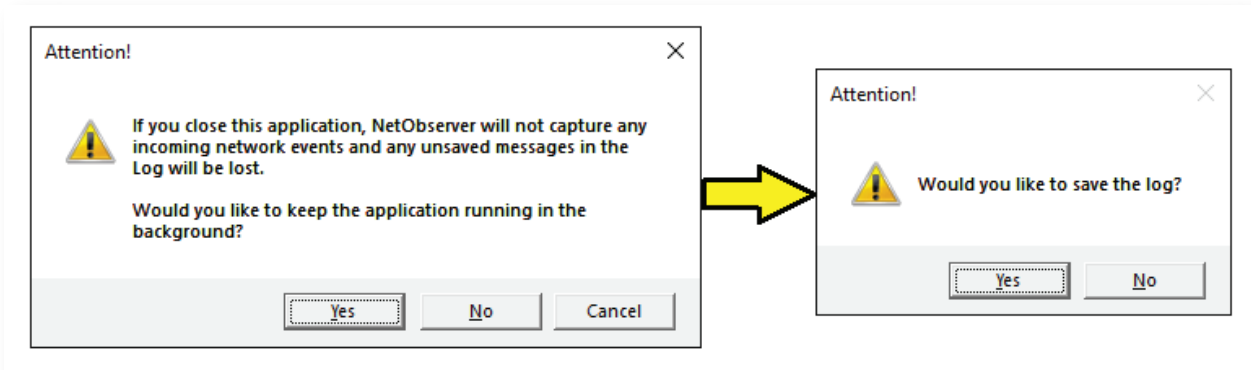 Attention!
If you close this application, NetObserver will not capture any
incoming network events and any unsaved messages in the
Log will be lost.
Would you like to keep the application running in the
background?
Yes
No
Cancel
Attention!
Would you like to save the log?
Yes
No